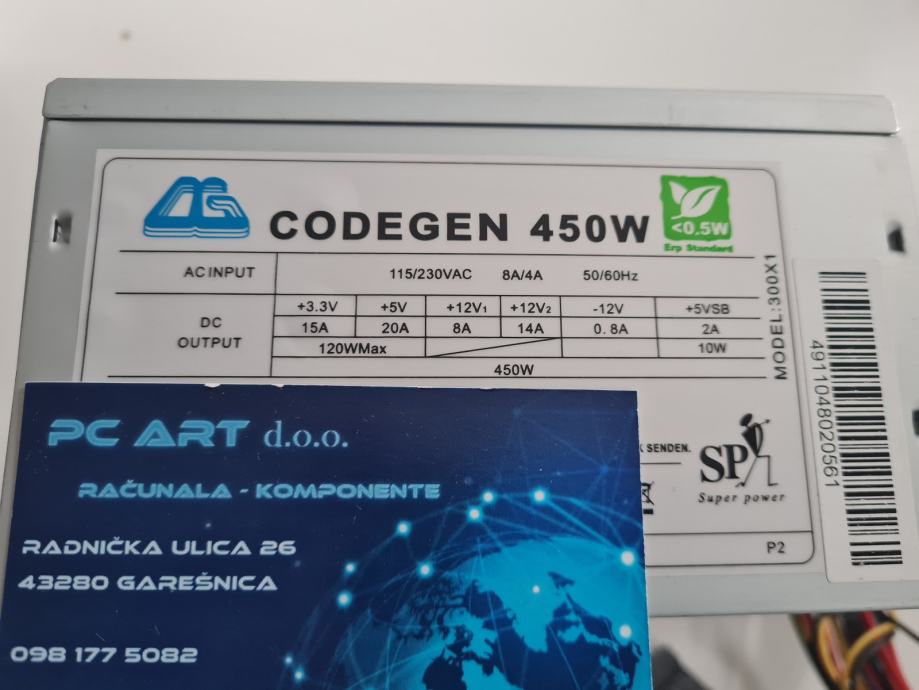 CODEGEN 450W
<0.5W
Erp Standard
AC INPUT 115/230VAC 8A/4A 50/60Hz
DC OUTPUT
+3.3V +5V +12V1 +12V2 -12V +5VSB
15A 20A 8A 14A 0.8A 2A
120WMax 10W
450W
MODEL:300X1
4911048020561
SENDEN.
SP
Super power
P2
PC ART d.o.o.
RAČUNALA - KOMPONENTE
RADNIČKA ULICA 26
43280 GAREŠNICA
098 177 5082